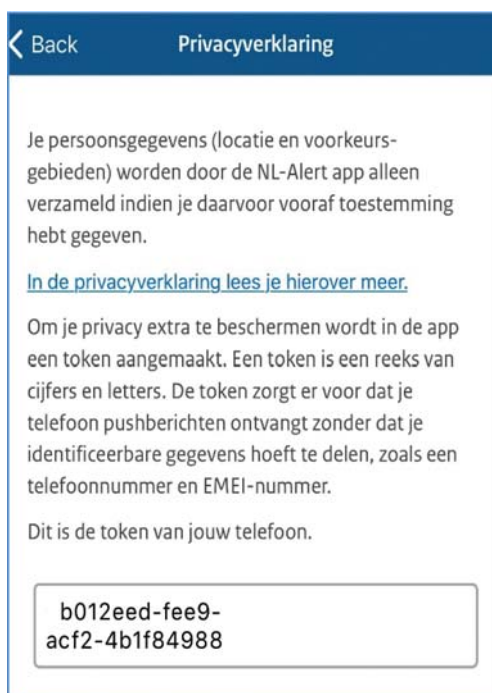 Back
Privacyverklaring
Je persoonsgegevens (locatie en voorkeurs-
gebieden) worden door de NL-Alert app alleen
verzameld indien je daarvoor vooraf toestemming
hebt gegeven.
In de privacyverklaring lees je hierover meer.
Om je privacy extra te beschermen wordt in de app
een token aangemaakt. Een token is een reeks van
cijfers en letters. De token zorgt er voor dat je
telefoon pushberichten ontvangt zonder dat je
identificeerbare gegevens hoeft te delen, zoals een
telefoonnummer en EMEI-nummer.
Dit is de token van jouw telefoon.
b012eed-fee9-
acf2-4b1f84988